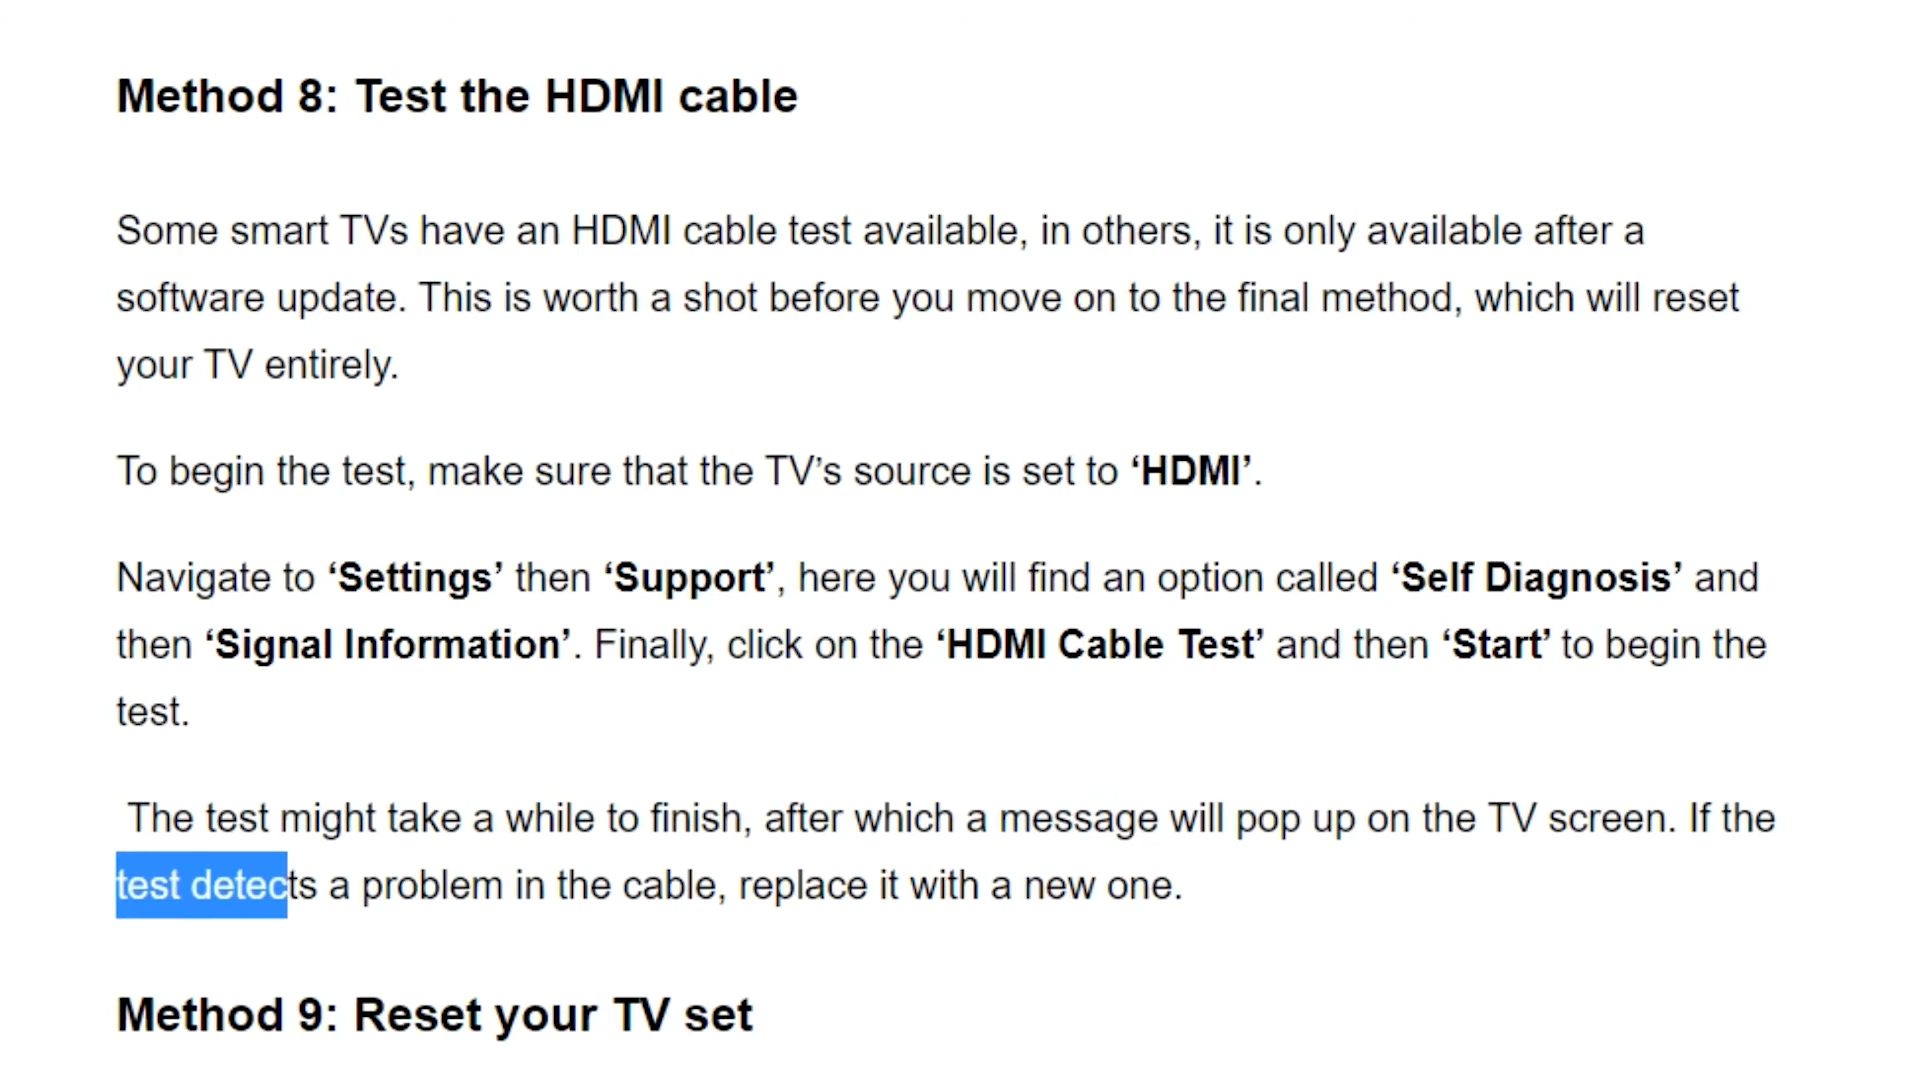 Method 8: Test the HDMI cable
Some smart TVs have an HDMI cable test available, in others, it is only available after a
software update. This is worth a shot before you move on to the final method, which will reset
your TV entirely.
To begin the test, make sure that the TV’s source is set to ‘HDMI’.
Navigate to ‘Settings’ then ‘Support’, here you will find an option called ‘Self Diagnosis’ and
then ‘Signal Information’. Finally, click on the ‘HDMI Cable Test’ and then ‘Start’ to begin the
test.
The test might take a while to finish, after which a message will pop up on the TV screen. If the
test detects a problem in the cable, replace it with a new one.
Method 9: Reset your TV set